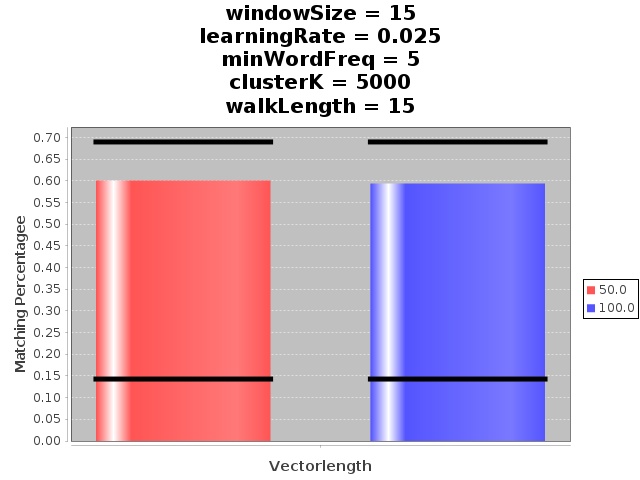 windowSize = 15
learningRate = 0.025
minWordFreq = 5
clusterK = 5000
walkLength = 15
0.70
0.65
0.60
0.55
0.50
0.45
0.40
0.35
0.30
0.25
0.20
0.15
0.10
0.05
0.00
Matching Percentagee
Vectorlength
50.0
100.0